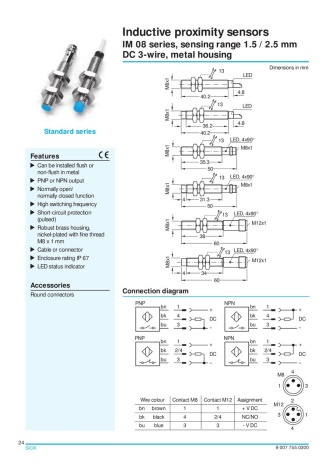 Inductive proximity sensors
IM 08 series, sensing range 1.5 / 2.5 mm
DC 3-wire, metal housing
Dimensions in mm
Standard series
Features
CE
Can be installed flush or
non-flush in metal
PNP or NPN output
Normally open/
normally closed function
High switching frequency
Short-circuit protection
(pulsed)
Robust brass housing,
nickel-plated with fine thread
M8 x 1 mm
Cable or connector
Enclosure rating IP 67
LED status indicator
Accessories
Round connectors
M8x1
13
LED
4.8
40.2
M8x1
13
LED
36.2
4.8
40.2
M8x1
13
LED, 4x90°
M8x1
35.3
50
M8x1
13
LED, 4x90°
M8x1
4
31.3
50
M8x1
13
LED, 4x90°
M12x1
38
60
M8x1
13
LED, 4x90°
M12x1
4
34
60
Connection diagram
PNP
bn 1 +
bk 4 DC
bu 3 –
NPN
bn 1 +
bk 4 DC
bu 3 –
PNP
bn 1 +
bk 2/4 DC
bu 3 –
NPN
bn 1 +
bk 2/4 DC
bu 3 –
M8
4
1
3
M12
2
3
1
4
Wire colour Contact M8 Contact M12 Assignment
bn brown 1 1 + V DC
bk black 4 2/4 NC/NO
bu blue 3 3 - V DC
24
SICK
8 007 755.0300